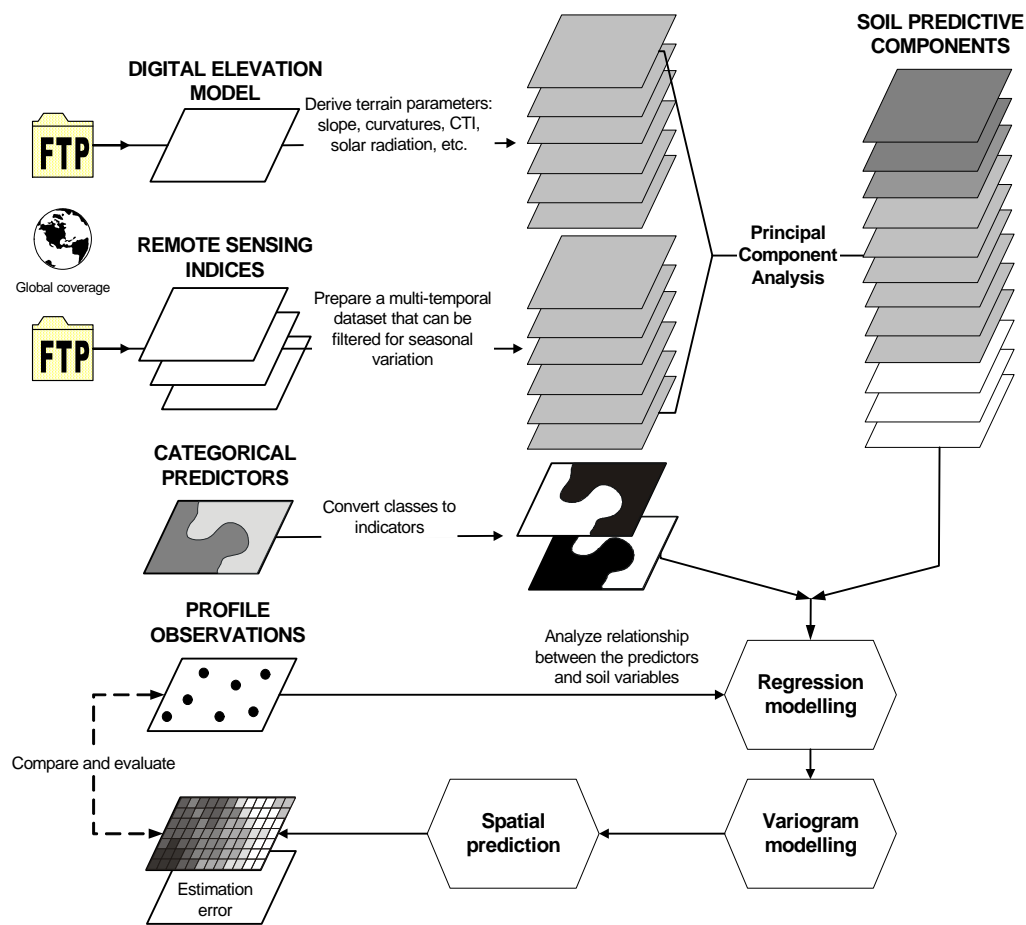 SOIL PREDICTIVE
COMPONENTS
DIGITAL ELEVATION
MODEL
Derive terrain parameters:
slope, curvatures, CTI,
solar radiation, etc.
FTP
Global coverage
REMOTE SENSING
INDICES
Prepare a multi-temporal
dataset that can be
filtered for seasonal
variation
FTP
Principal
Component
Analysis
CATEGORICAL
PREDICTORS
Convert classes to
indicators
PROFILE
OBSERVATIONS
Analyze relationship
between the predictors
and soil variables
Regression
modelling
Compare and evaluate
Variogram
modelling
Spatial
prediction
Estimation
error